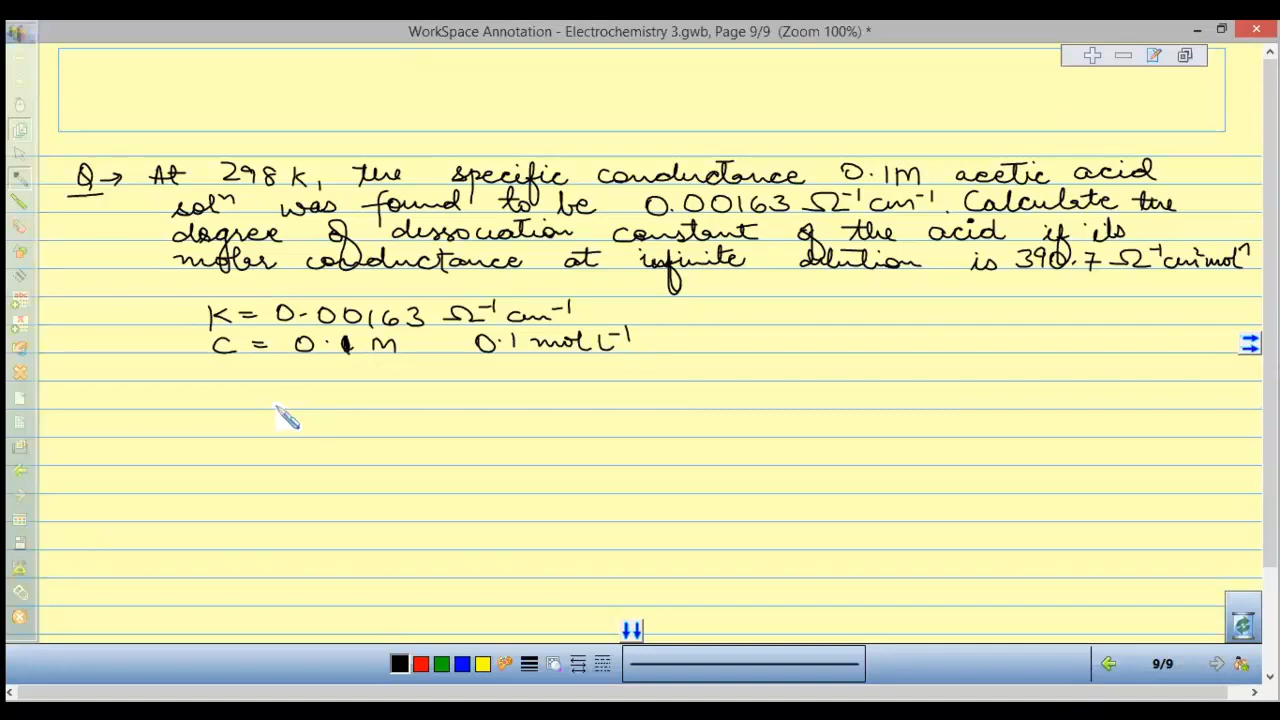 WorkSpace Annotation - Electrochemistry 3.gwb, Page 9/9 (Zoom 100%) *
Q → At 298 K, the specific conductance 0.1M acetic acid
solⁿ was found to be 0.00163 Ω⁻¹ cm⁻¹. Calculate the
degree of dissociation constant of the acid if its
molar conductance at infinite dilution is 390.7 Ω⁻¹ cm² mol⁻¹
K = 0.00163 Ω⁻¹ cm⁻¹
C = 0.1 M 0.1 mol L⁻¹
9/9